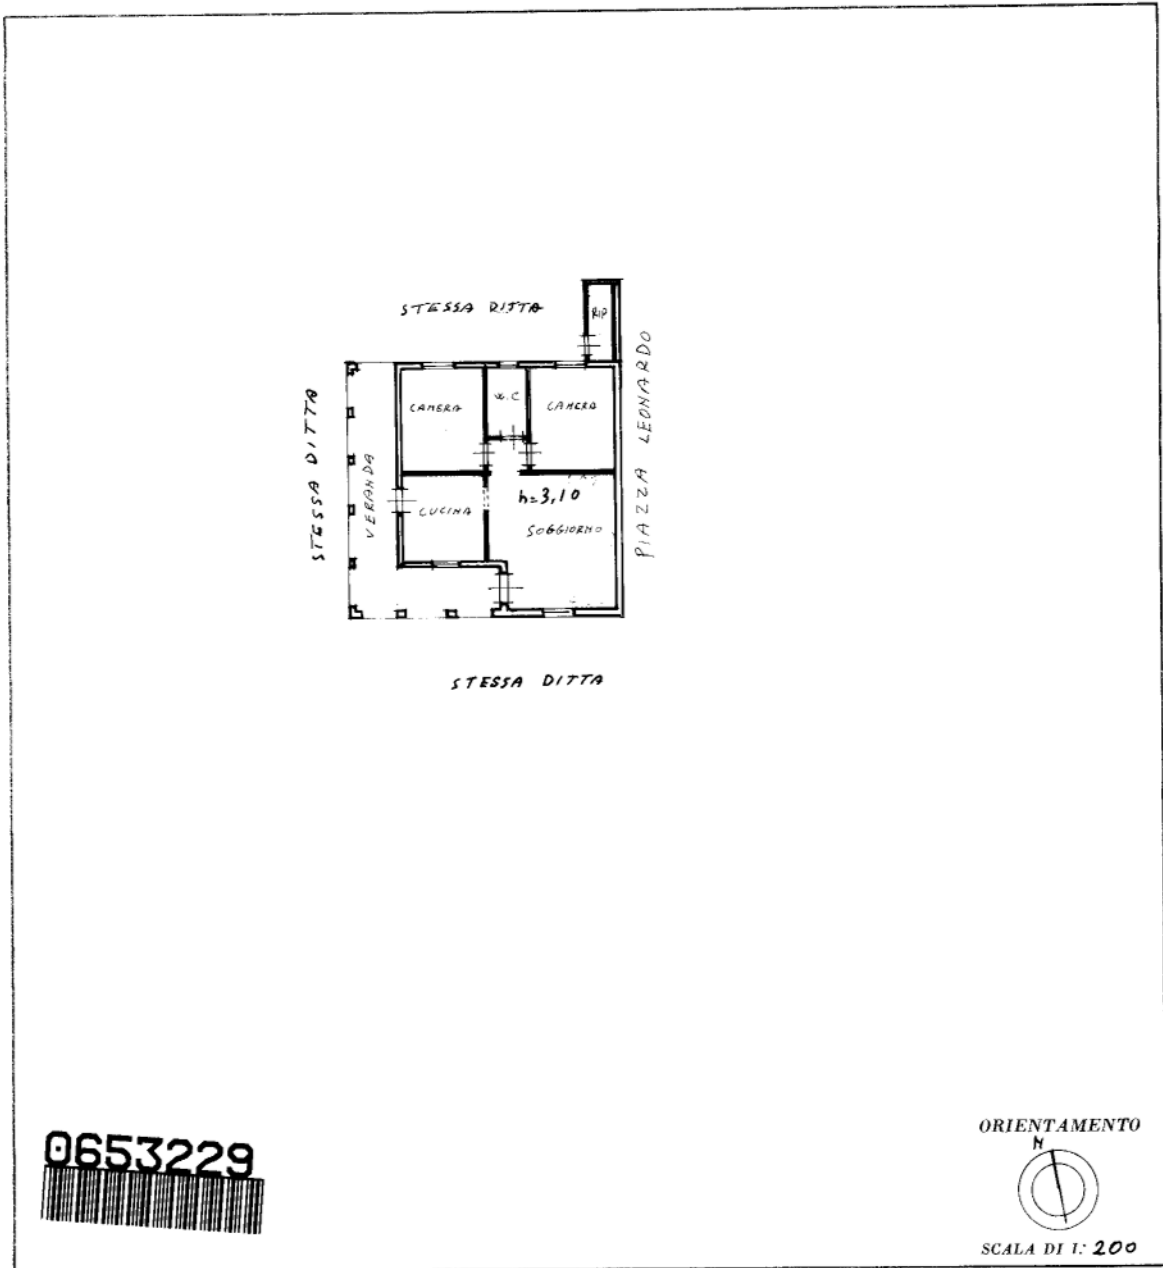 STESSA DITTA
RIP
STESSA DITTA
VERANDA
CAMERA
W.C
CAMERA
PIAZZA LEONARDO
CUCINA
h=3,10
SOGGIORNO
STESSA DITTA
0653229
ORIENTAMENTO
N
SCALA DI 1: 200